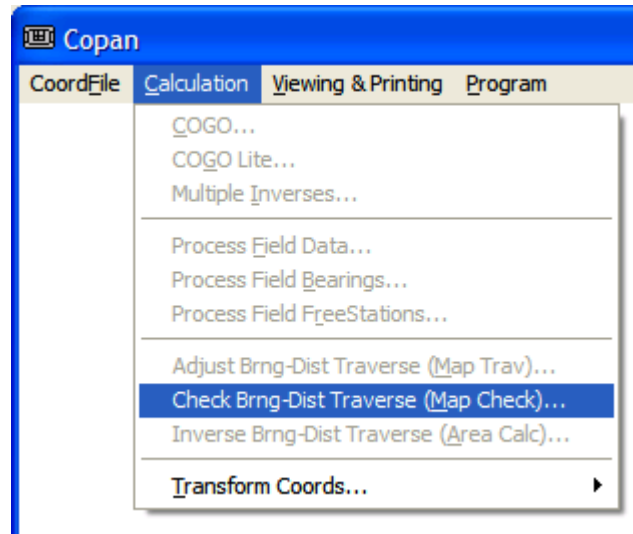 Copan
CoordFile Calculation Viewing & Printing Program
COGO...
COGO Lite...
Multiple Inverses...
Process Field Data...
Process Field Bearings...
Process Field FreeStations...
Adjust Brng-Dist Traverse (Map Trav)...
Check Brng-Dist Traverse (Map Check)...
Inverse Brng-Dist Traverse (Area Calc)...
Transform Coords...